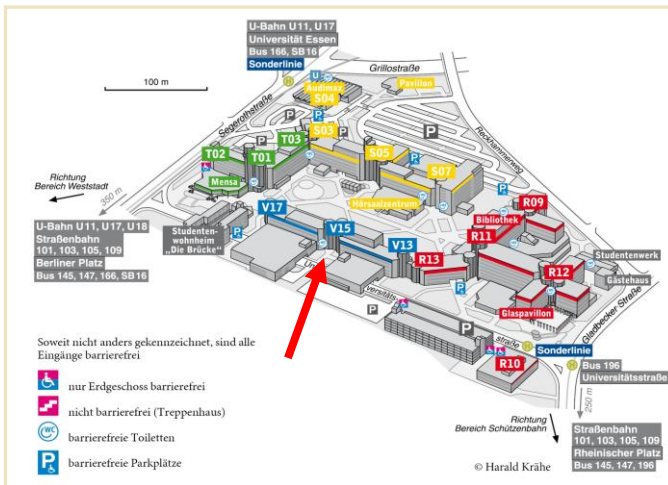 U-Bahn U11, U17
Universität Essen
Bus 166, SB16
Sonderlinie
H
100 m
Segerothstraße
Grillostraße
Pavillon
U
Audimax
S04
P
Reckhammerweg
T03
S03
P
P
P
T02
T01
S05
S07
P
Richtung
Bereich Weststadt
350 m
Mensa
V17
Hörsaalzentrum
R09
Bibliothek
U-Bahn U11, U17, U18
Straßenbahn
101, 103, 105, 109
Berliner Platz
Bus 145, 147, 166, SB16
Studenten-
wohnheim
„Die Brücke“
P
V15
V13
R13
R11
R12
Studentenwerk
Gästehaus
Universitäts-
straße
P
P
P
Glaspavillon
Gladbecker Straße
H
Sonderlinie
R10
H
Bus 196
Universitätsstraße
250 m
Soweit nicht anders gekennzeichnet, sind alle
Eingänge barrierefrei
nur Erdgeschoss barrierefrei
nicht barrierefrei (Treppenhaus)
WC barrierefreie Toiletten
P barrierefreie Parkplätze
Richtung
Bereich Schützenbahn
© Harald Krähe
Straßenbahn
101, 103, 105, 109
Rheinischer Platz
Bus 145, 147, 196